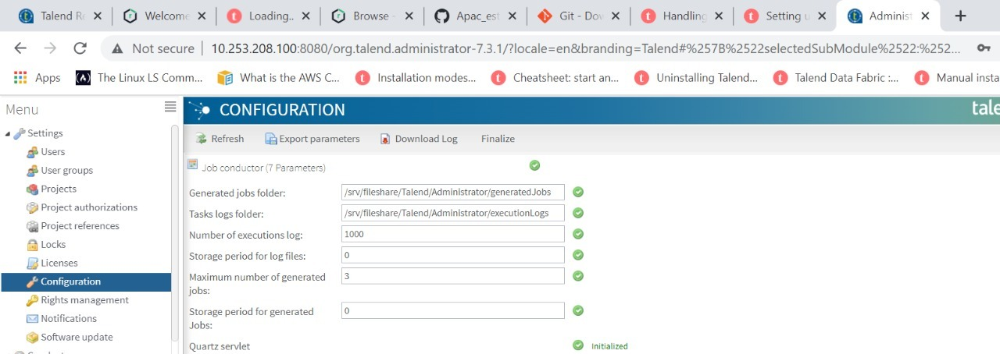 Talend Re
Welcome
Loading..
Browse -
Apac_est
Git - Dow
Handling
Setting u
Administ
Not secure
10.253.208.100:8080/org.talend.administrator-7.3.1/?locale=en&branding=Talend#%257B%2522selectedSubModule%2522:%252...
Apps
The Linux LS Comm...
What is the AWS C...
Installation modes...
Cheatsheet: start an...
Uninstalling Talend...
Talend Data Fabric :...
Manual insta
Menu
CONFIGURATION
tale
Settings
Refresh
Export parameters
Download Log
Finalize
Users
User groups
Job conductor (7 Parameters)
Projects
Generated jobs folder:
/srv/fileshare/Talend/Administrator/generatedJobs
Project authorizations
Tasks logs folder:
/srv/fileshare/Talend/Administrator/executionLogs
Project references
Number of executions log:
1000
Locks
Storage period for log files:
0
Licenses
Configuration
Maximum number of generated
jobs:
3
Rights management
Notifications
Storage period for generated
Jobs:
0
Software update
Quartz servlet
Initialized